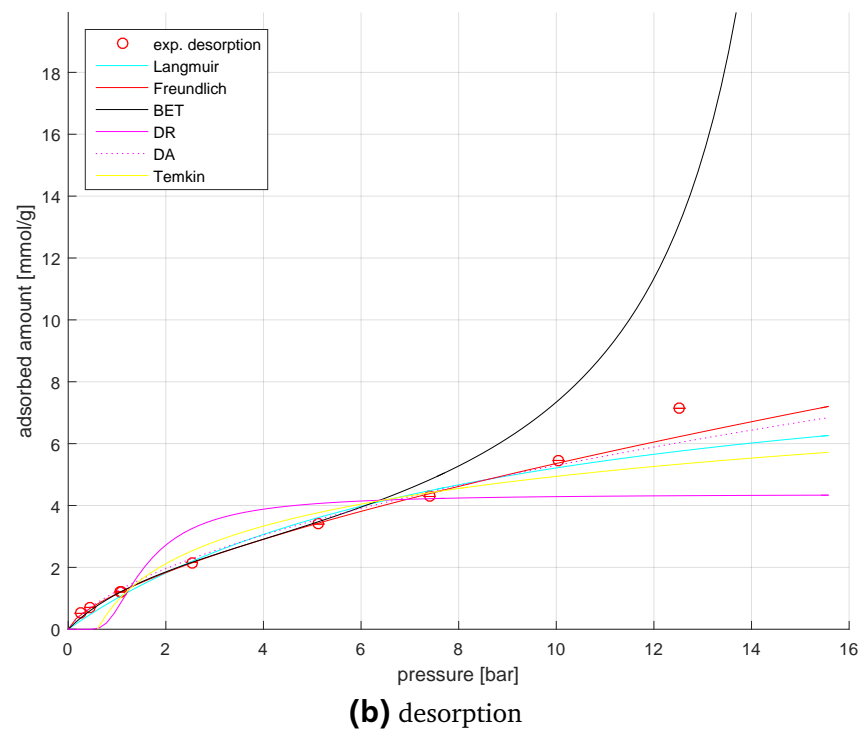 exp. desorption
Langmuir
Freundlich
BET
DR
DA
Temkin
adsorbed amount [mmol/g]
18
16
14
12
10
8
6
4
2
0
0 2 4 6 8 10 12 14 16
pressure [bar]
(b) desorption